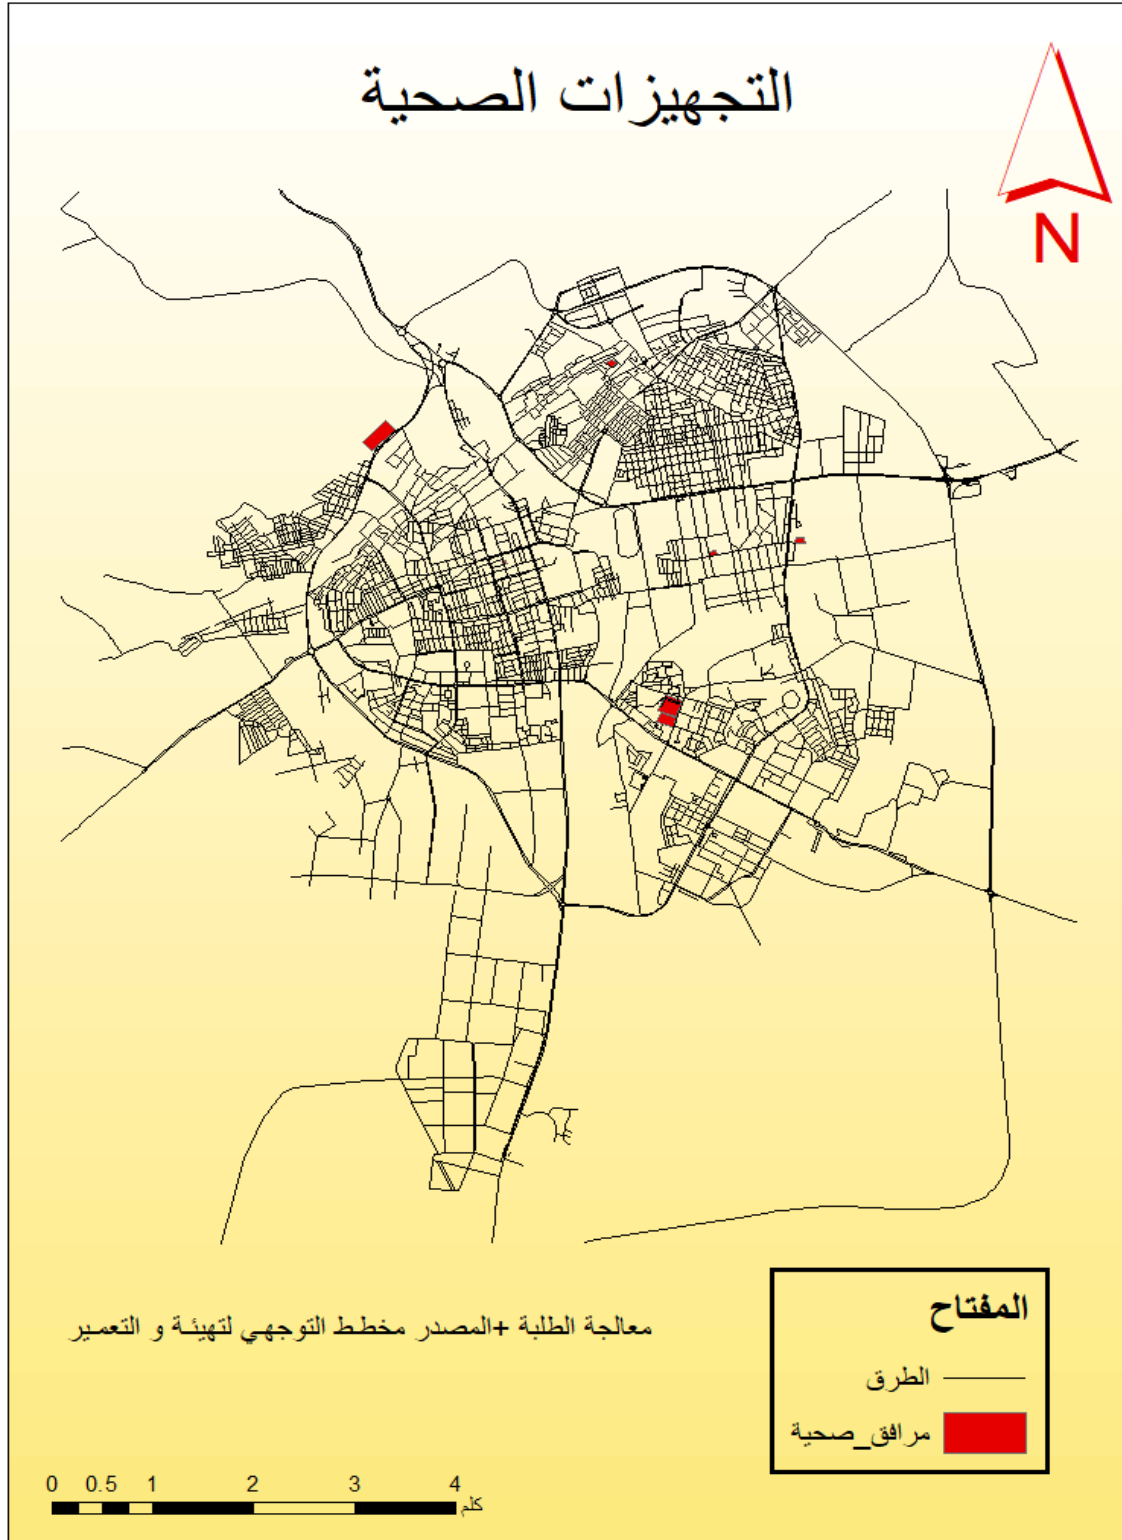 التجهيزات الصحية
N
المفتاح
الطرق
مرافق_صحية
معالجة الطلبة +المصدر مخطط التوجهي لتهيئة و التعمير
0 0.5 1 2 3 4
كلم